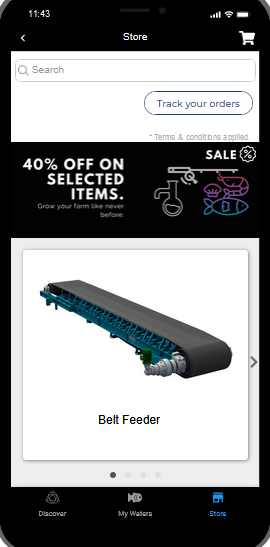 11:43
Store
Search
Track your orders
* Terms & conditions applied.
SALE %
40% OFF ON
SELECTED
ITEMS.
Grow your farm like never
before.
Belt Feeder
Discover
My Waters
Store